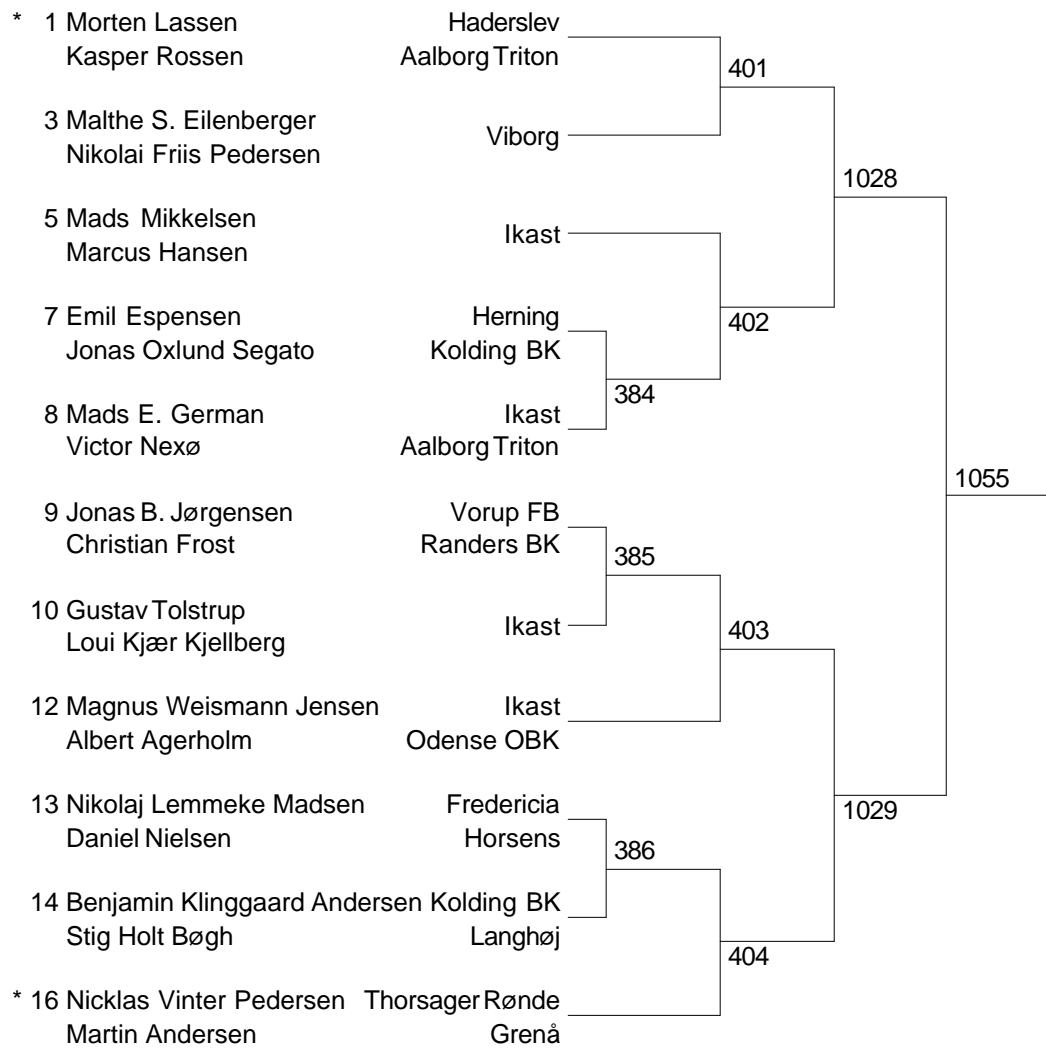 * 1 Morten Lassen Haderslev
Kasper Rossen Aalborg Triton
401
3 Malthe S. Eilenberger
Viborg
Nikolai Friis Pedersen
1028
5 Mads Mikkelsen
Ikast
Marcus Hansen
7 Emil Espensen Herning
402
Jonas Oxlund Segato Kolding BK
384
8 Mads E. German Ikast
Victor Nexø Aalborg Triton
1055
9 Jonas B. Jørgensen Vorup FB
Christian Frost Randers BK
385
10 Gustav Tolstrup
Ikast
403
Loui Kjær Kjellberg
12 Magnus Weismann Jensen Ikast
Albert Agerholm Odense OBK
13 Nikolaj Lemmeke Madsen Fredericia
1029
Daniel Nielsen Horsens
386
14 Benjamin Klinggaard Andersen Kolding BK
Stig Holt Bøgh Langhøj
404
* 16 Nicklas Vinter Pedersen Thorsager Rønde
Martin Andersen Grenå